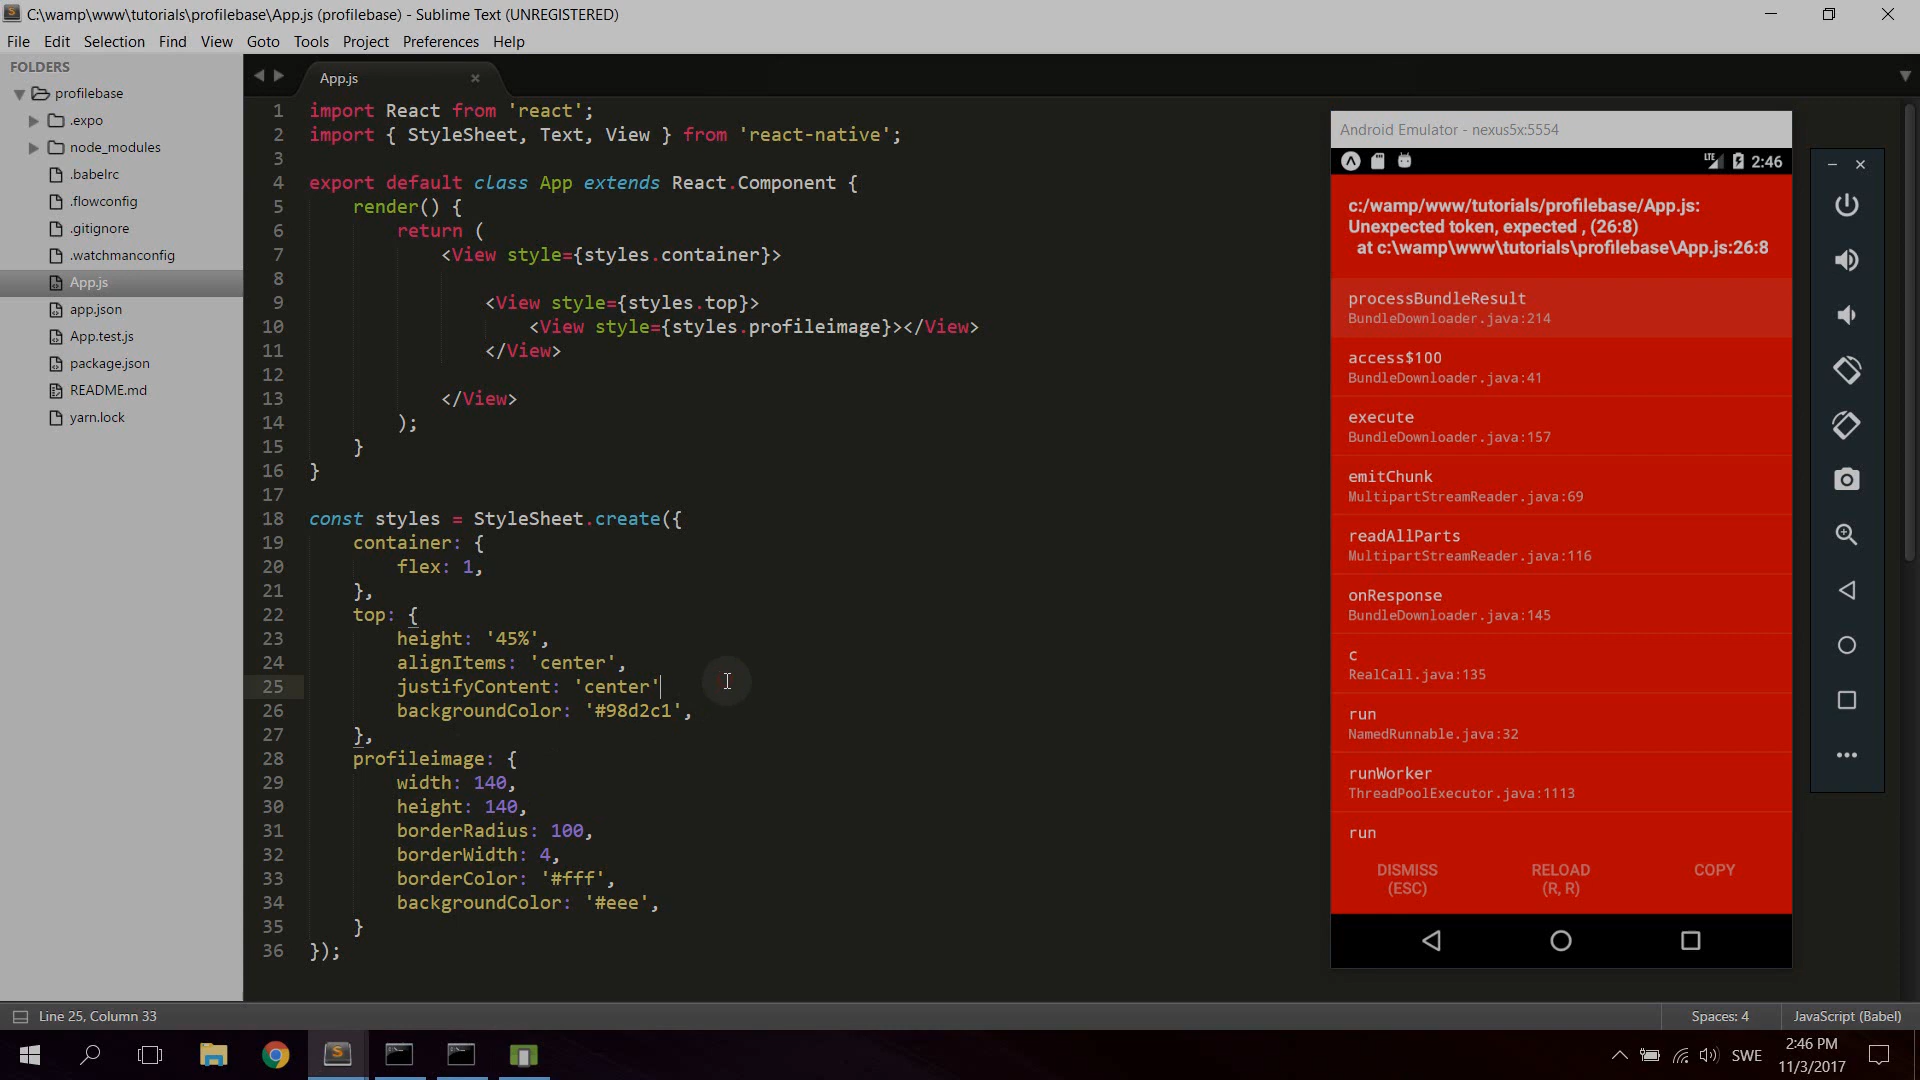 C:\wamp\www\tutorials\profilebase\App.js (profilebase) - Sublime Text (UNREGISTERED)
File Edit Selection Find View Goto Tools Project Preferences Help
FOLDERS
profilebase
.expo
node_modules
.babelrc
.flowconfig
.gitignore
.watchmanconfig
App.js
app.json
App.test.js
package.json
README.md
yarn.lock
App.js
1 import React from 'react';
2 import { StyleSheet, Text, View } from 'react-native';
3
4 export default class App extends React.Component {
5 render() {
6 return (
7 <View style={styles.container}>
8
9 <View style={styles.top}>
10 <View style={styles.profileimage}></View>
11 </View>
12
13 </View>
14 );
15 }
16 }
17
18 const styles = StyleSheet.create({
19 container: {
20 flex: 1,
21 },
22 top: {
23 height: '45%',
24 alignItems: 'center',
25 justifyContent: 'center'
26 backgroundColor: '#98d2c1',
27 },
28 profileimage: {
29 width: 140,
30 height: 140,
31 borderRadius: 100,
32 borderWidth: 4,
33 borderColor: '#fff',
34 backgroundColor: '#eee',
35 }
36 });
Android Emulator - nexus5x:5554
LTE 2:46
c:/wamp/www/tutorials/profilebase/App.js:
Unexpected token, expected , (26:8)
at c:\wamp\www\tutorials\profilebase\App.js:26:8
processBundleResult
BundleDownloader.java:214
access$100
BundleDownloader.java:41
execute
BundleDownloader.java:157
emitChunk
MultipartStreamReader.java:69
readAllParts
MultipartStreamReader.java:116
onResponse
BundleDownloader.java:145
c
RealCall.java:135
run
NamedRunnable.java:32
runWorker
ThreadPoolExecutor.java:1113
run
DISMISS RELOAD COPY
(ESC) (R, R)
Line 25, Column 33 Spaces: 4 JavaScript (Babel)
SWE 2:46 PM
11/3/2017